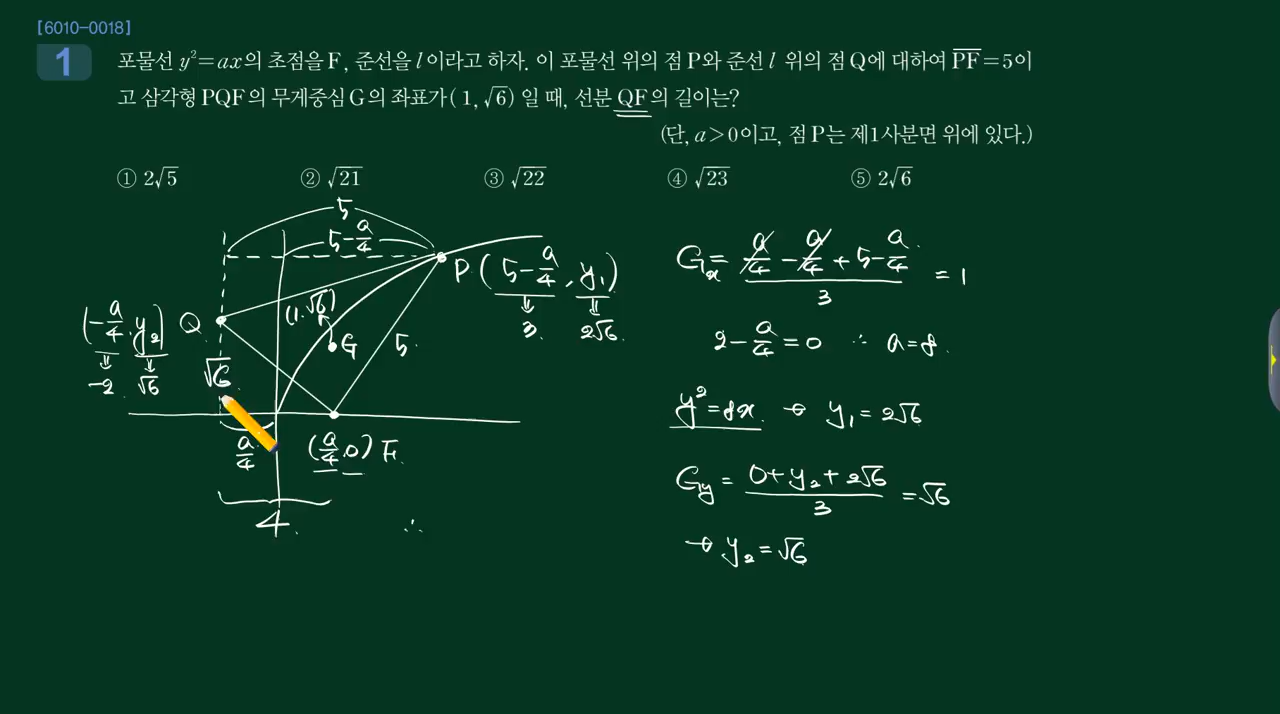 [6010-0018]
1
포물선 y²=ax의 초점을 F, 준선을 l이라고 하자. 이 포물선 위의 점 P와 준선 l 위의 점 Q에 대하여 PF=5이
고 삼각형 PQF의 무게중심 G의 좌표가 (1, √6) 일 때, 선분 QF의 길이는?
(단, a>0이고, 점 P는 제1사분면 위에 있다.)
① 2√5 ② √21 ③ √22 ④ √23 ⑤ 2√6
5
5-a/4
P(5-a/4, y₁)
3 2√6
(-a/4, y₂) Q
-2 √6
√6
(1, √6)
G
5
a/4
(a/4, 0) F
4
∴
Gx = (a/4 - a/4 + 5 - a/4)/3 = 1
2 - a/4 = 0 ∴ a=8
y²=8x → y₁=2√6
Gy = (0+y₂+2√6)/3 = √6
→ y₂=√6